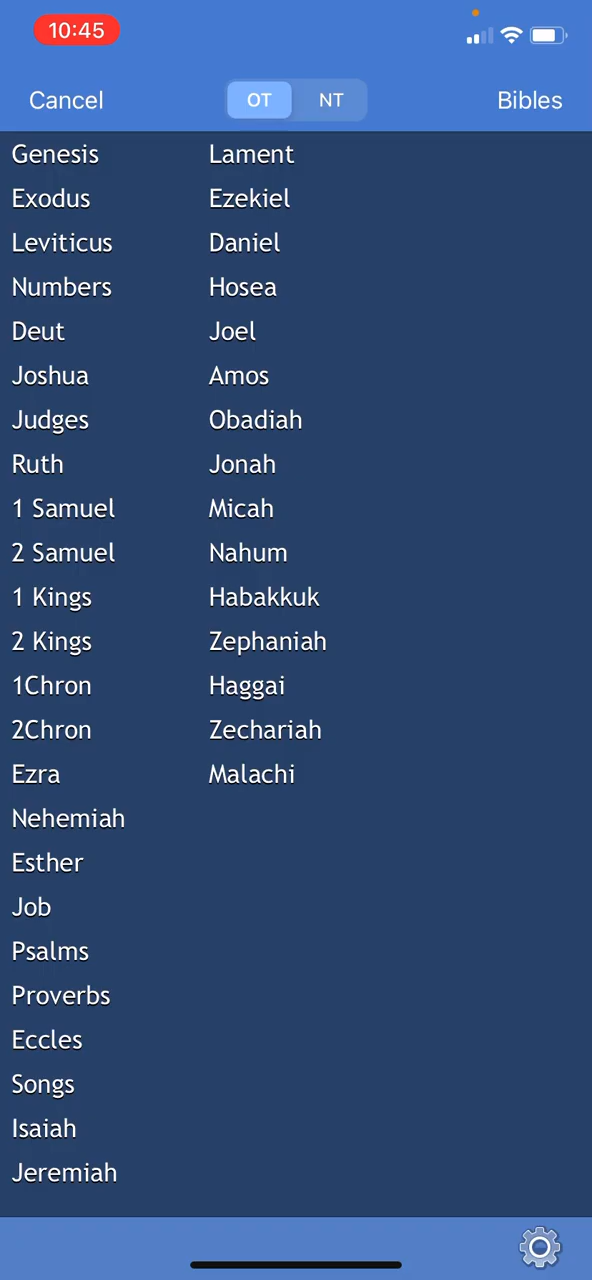 10:45
Cancel
OT
NT
Bibles
Genesis
Exodus
Leviticus
Numbers
Deut
Joshua
Judges
Ruth
1 Samuel
2 Samuel
1 Kings
2 Kings
1Chron
2Chron
Ezra
Nehemiah
Esther
Job
Psalms
Proverbs
Eccles
Songs
Isaiah
Jeremiah
Lament
Ezekiel
Daniel
Hosea
Joel
Amos
Obadiah
Jonah
Micah
Nahum
Habakkuk
Zephaniah
Haggai
Zechariah
Malachi